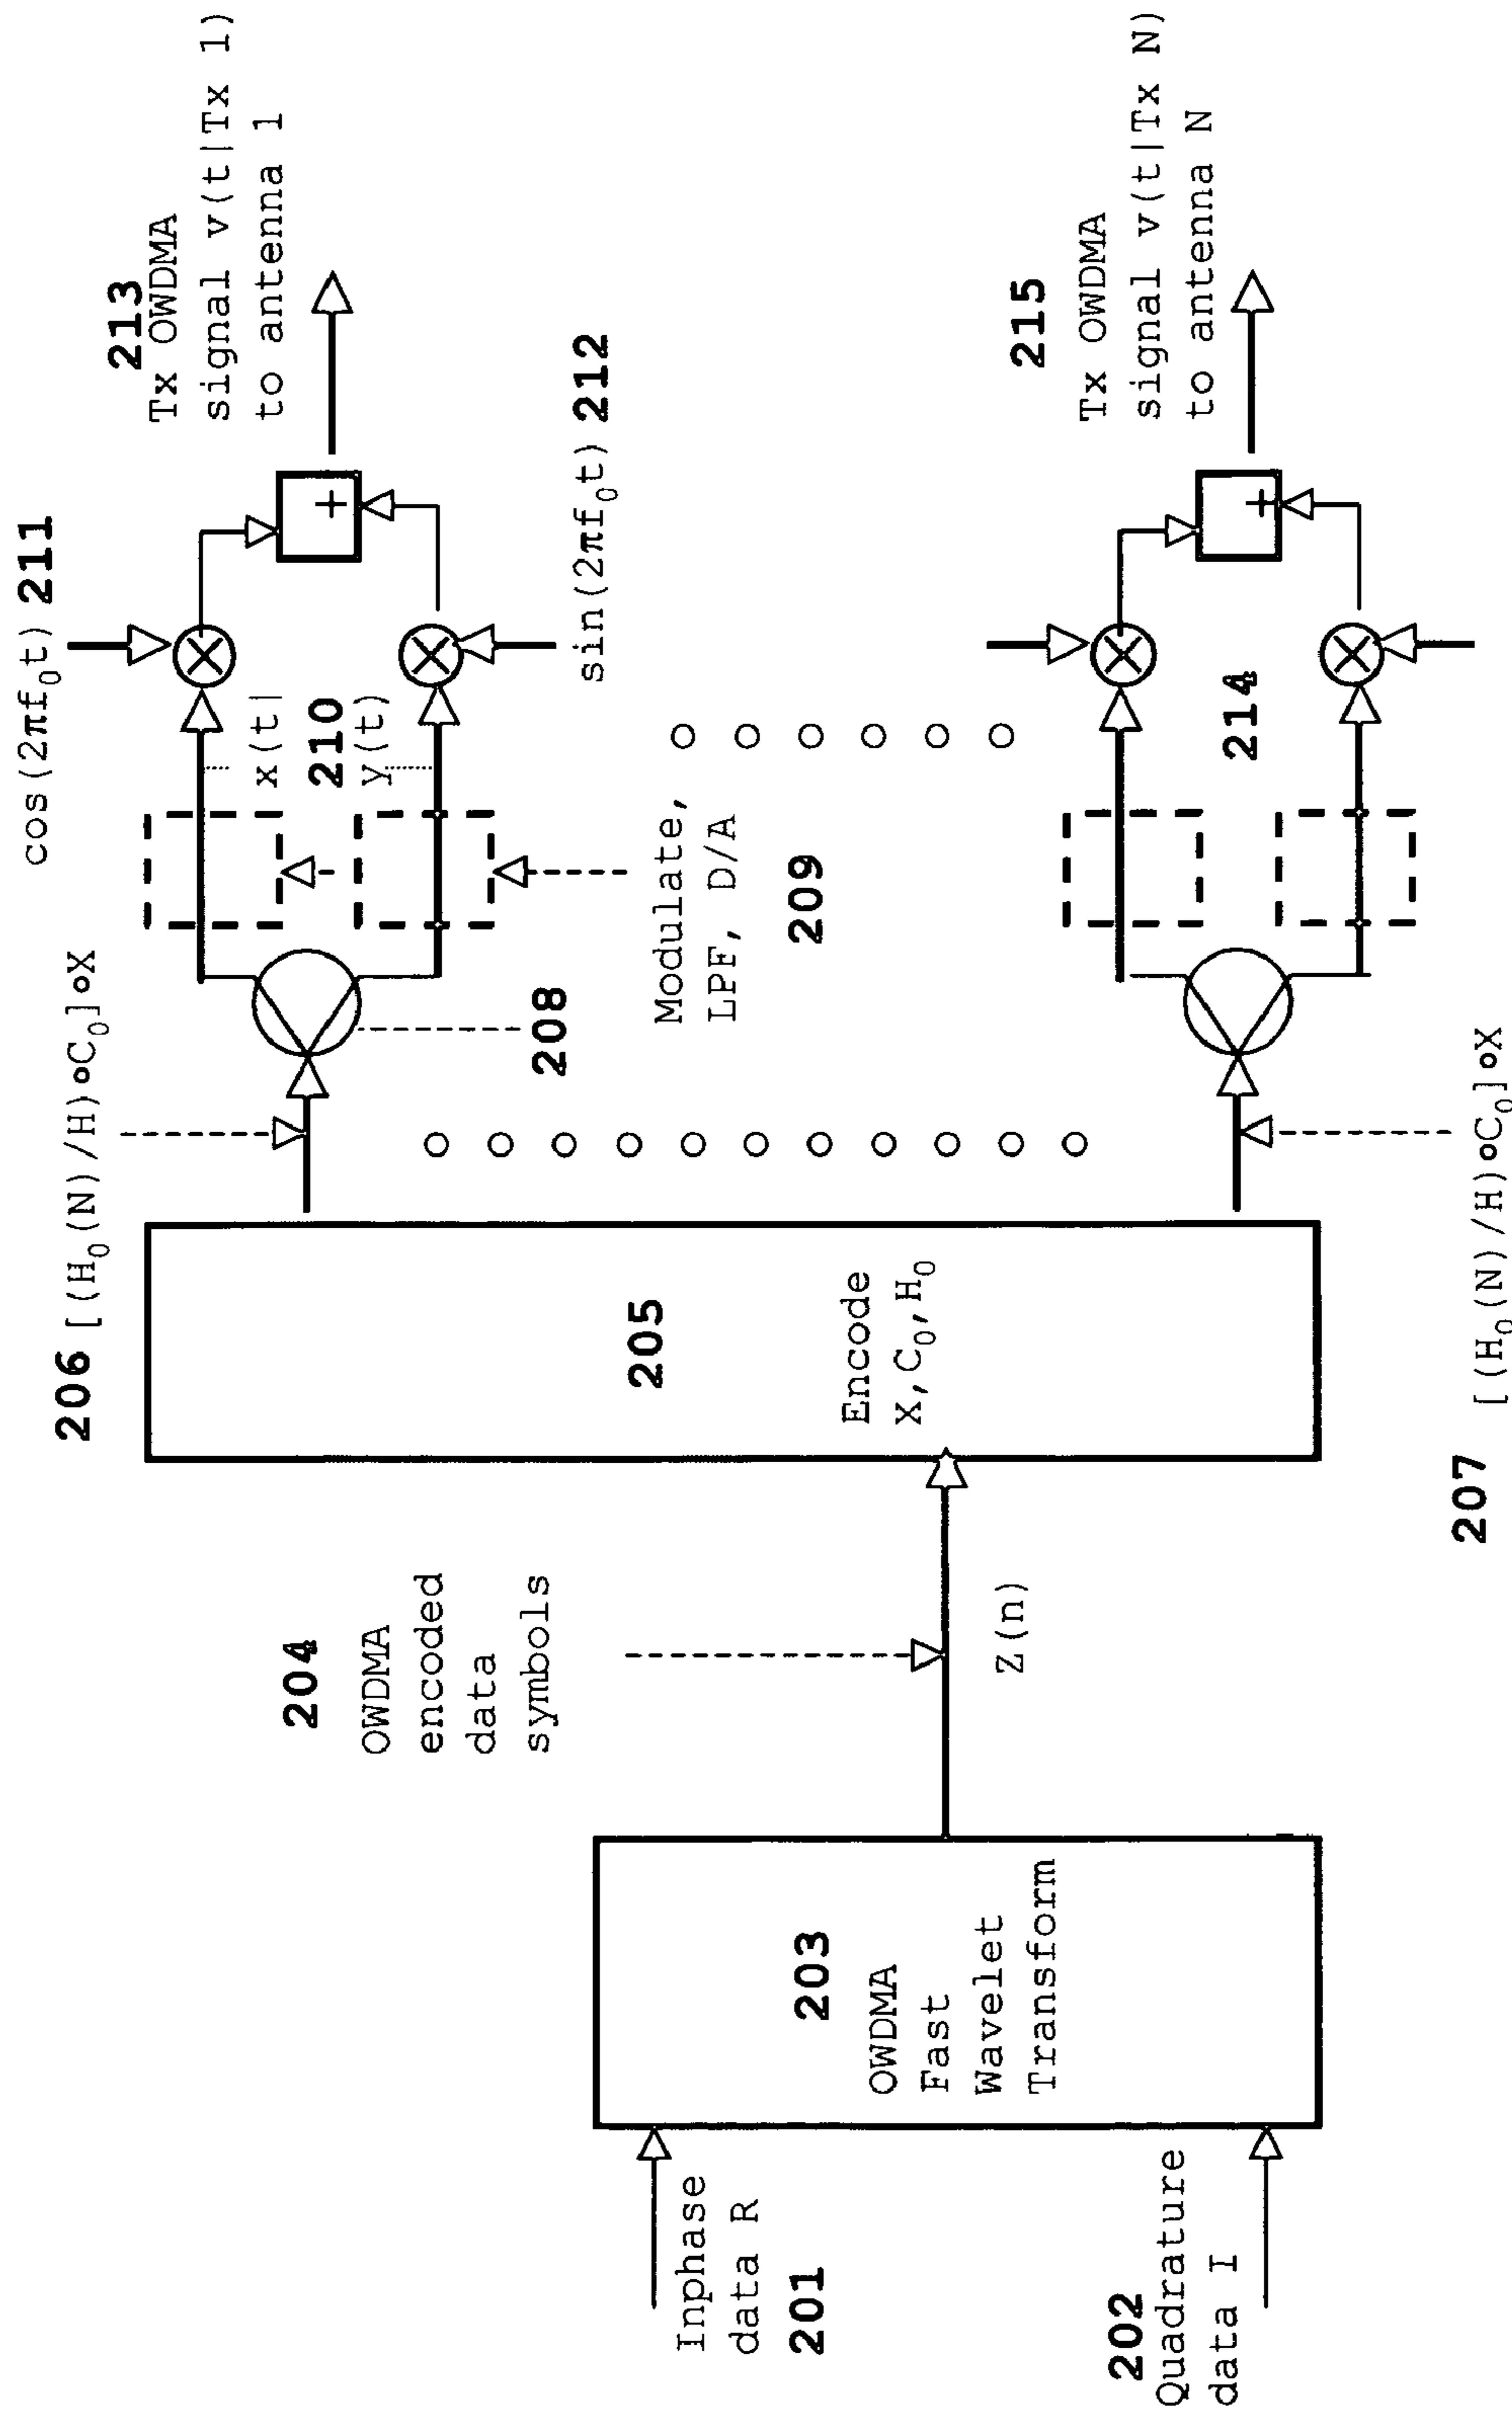 Inphase
data R
201
202
Quadrature
data I
203
OWDMA
Fast
Wavelet
Transform
204
OWDMA
encoded
data
symbols
Z(n)
205
Encode
X,C₀,H₀
206 [(H₀(N)/H)∘C₀]∘X
207 [(H₀(N)/H)∘C₀]∘X
208
Modulate,
LPF, D/A
209
x(t|
210
y(t)
cos(2πf₀t) 211
sin(2πf₀t) 212
213
Tx OWDMA
signal v(t|Tx 1)
to antenna 1
+
214
215
Tx OWDMA
signal v(t|Tx N)
to antenna N
+